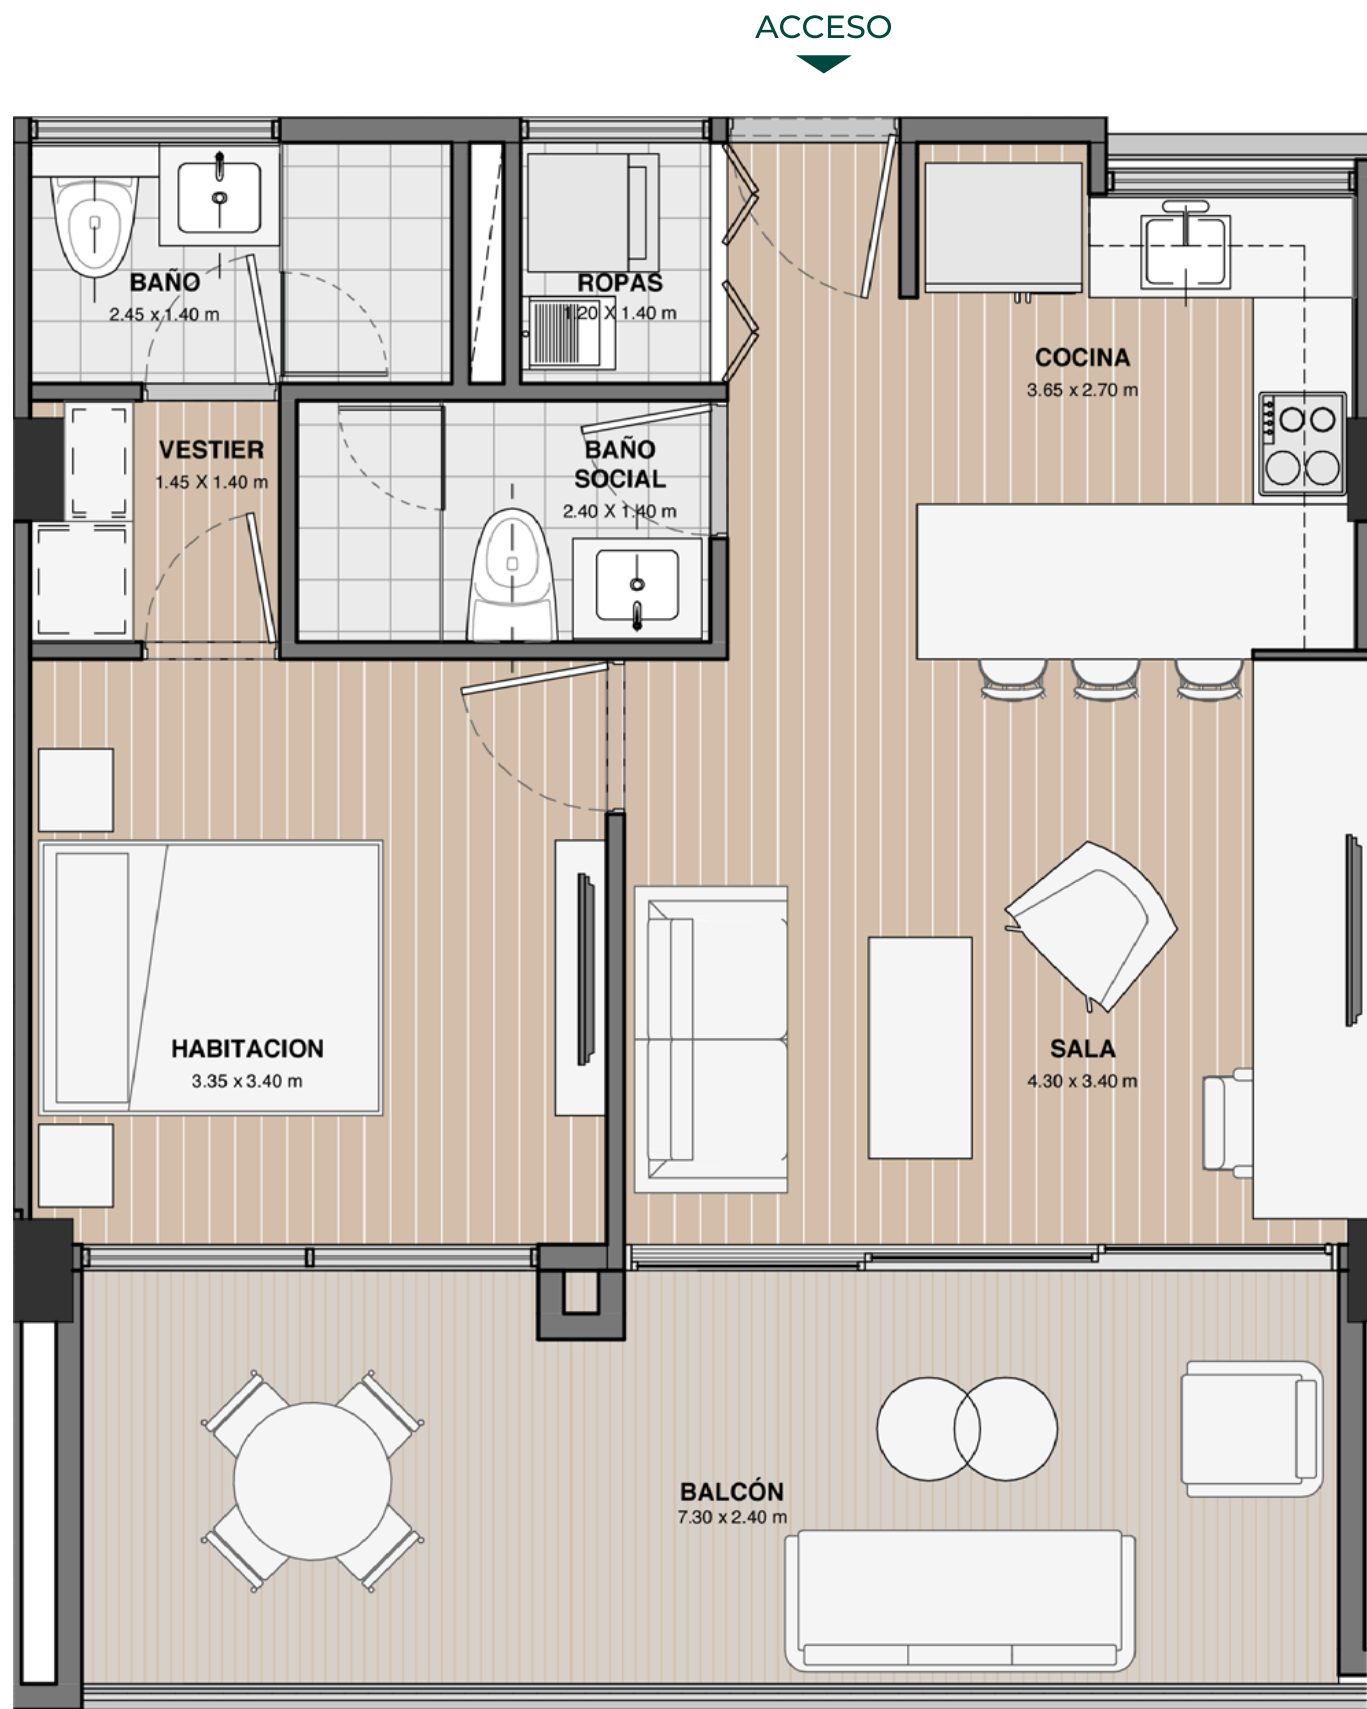 ACCESO
BAÑO
2.45 x 1.40 m
ROPAS
1.20 X 1.40 m
COCINA
3.65 x 2.70 m
VESTIER
1.45 X 1.40 m
BAÑO
SOCIAL
2.40 X 1.40 m
HABITACION
3.35 x 3.40 m
SALA
4.30 x 3.40 m
BALCÓN
7.30 x 2.40 m